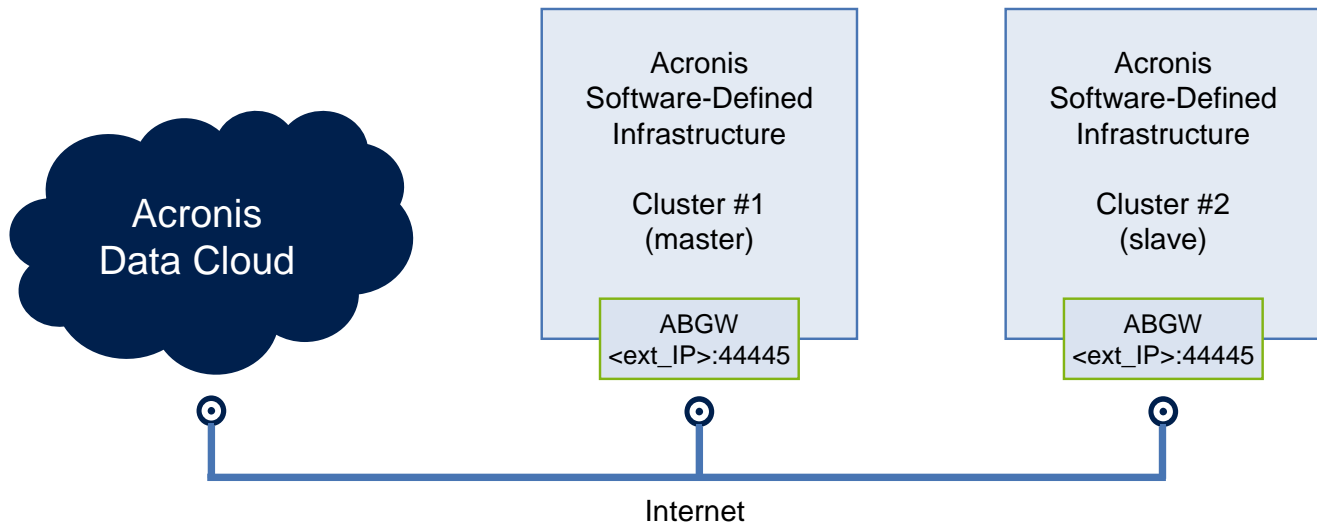 Acronis
Data Cloud
Acronis
Software-Defined
Infrastructure
Cluster #1
(master)
ABGW
<ext_IP>:44445
Acronis
Software-Defined
Infrastructure
Cluster #2
(slave)
ABGW
<ext_IP>:44445
Internet